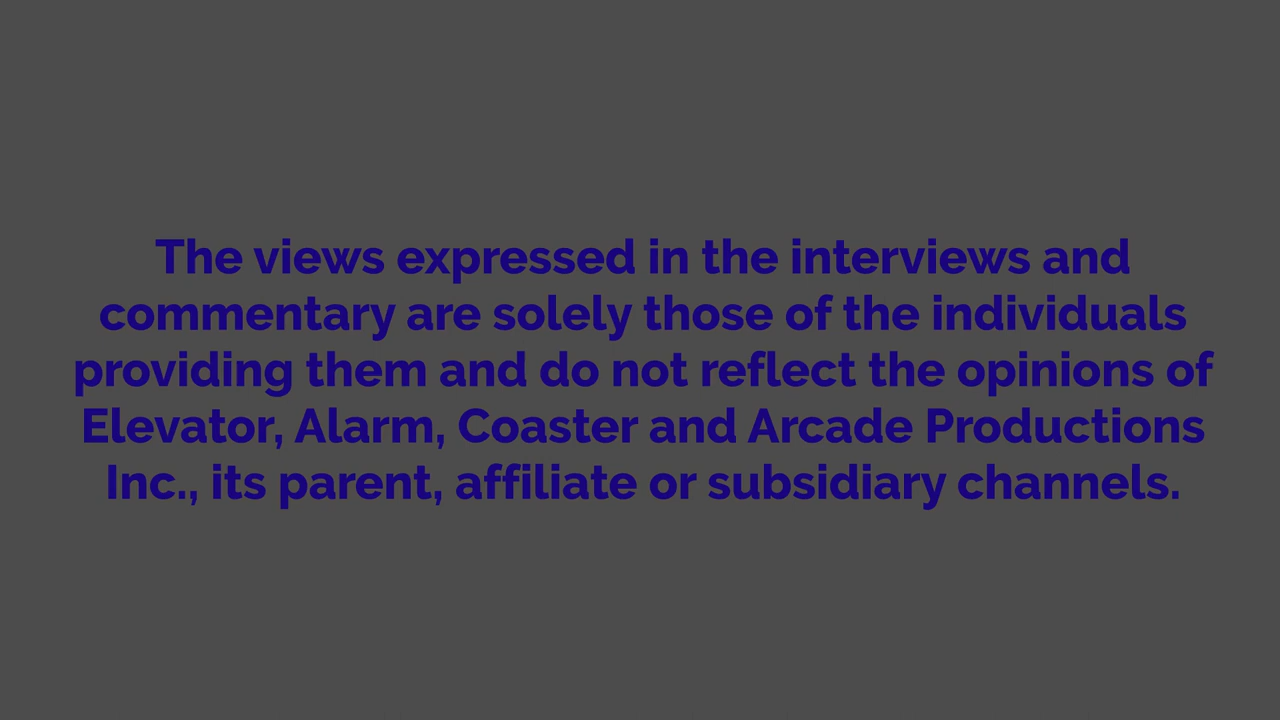 The views expressed in the interviews and
commentary are solely those of the individuals
providing them and do not reflect the opinions of
Elevator, Alarm, Coaster and Arcade Productions
Inc., its parent, affiliate or subsidiary channels.